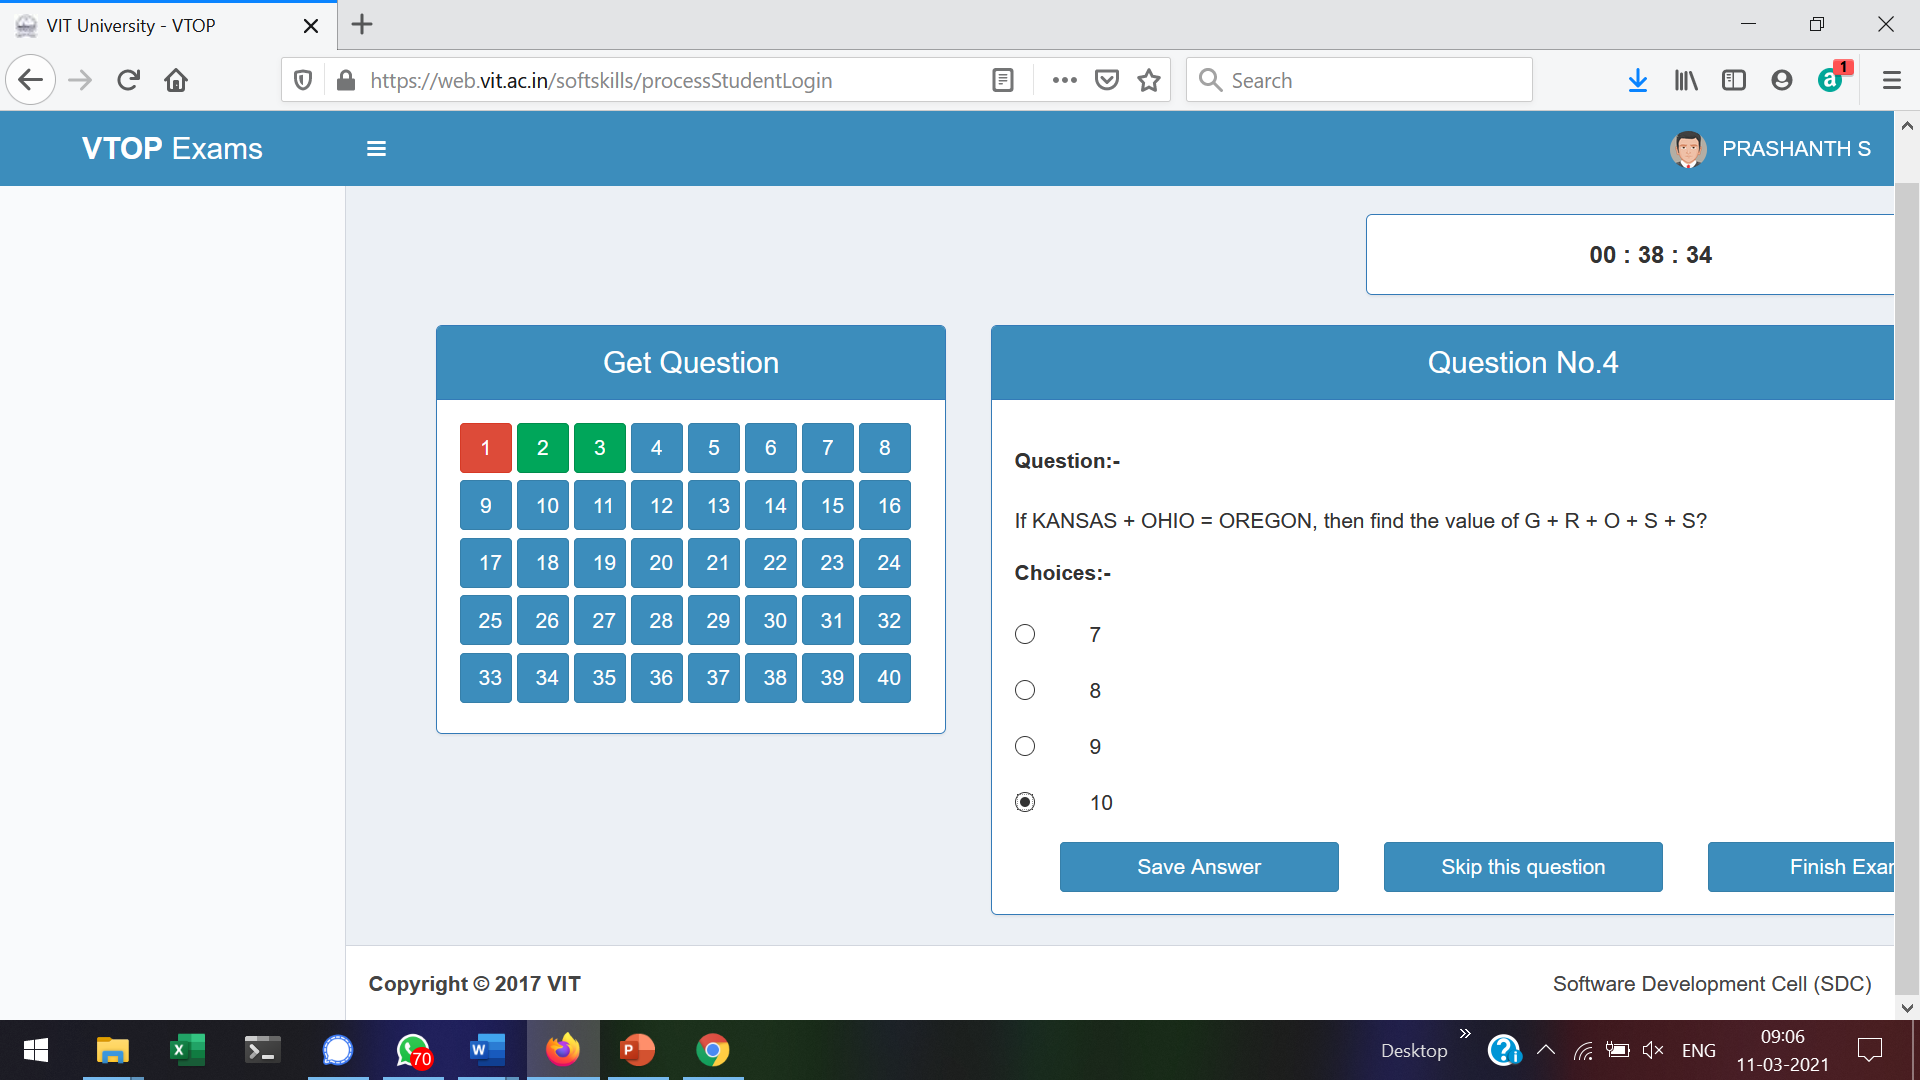 VIT University - VTOP
https://web.vit.ac.in/softskills/processStudentLogin
Search
1
VTOP Exams
PRASHANTH S
00 : 38 : 34
Get Question
1 2 3 4 5 6 7 8
9 10 11 12 13 14 15 16
17 18 19 20 21 22 23 24
25 26 27 28 29 30 31 32
33 34 35 36 37 38 39 40
Question No.4
Question:-
If KANSAS + OHIO = OREGON, then find the value of G + R + O + S + S?
Choices:-
7
8
9
10
Save Answer
Skip this question
Finish Exar
Copyright © 2017 VIT
Software Development Cell (SDC)
70
Desktop
ENG
09:06
11-03-2021